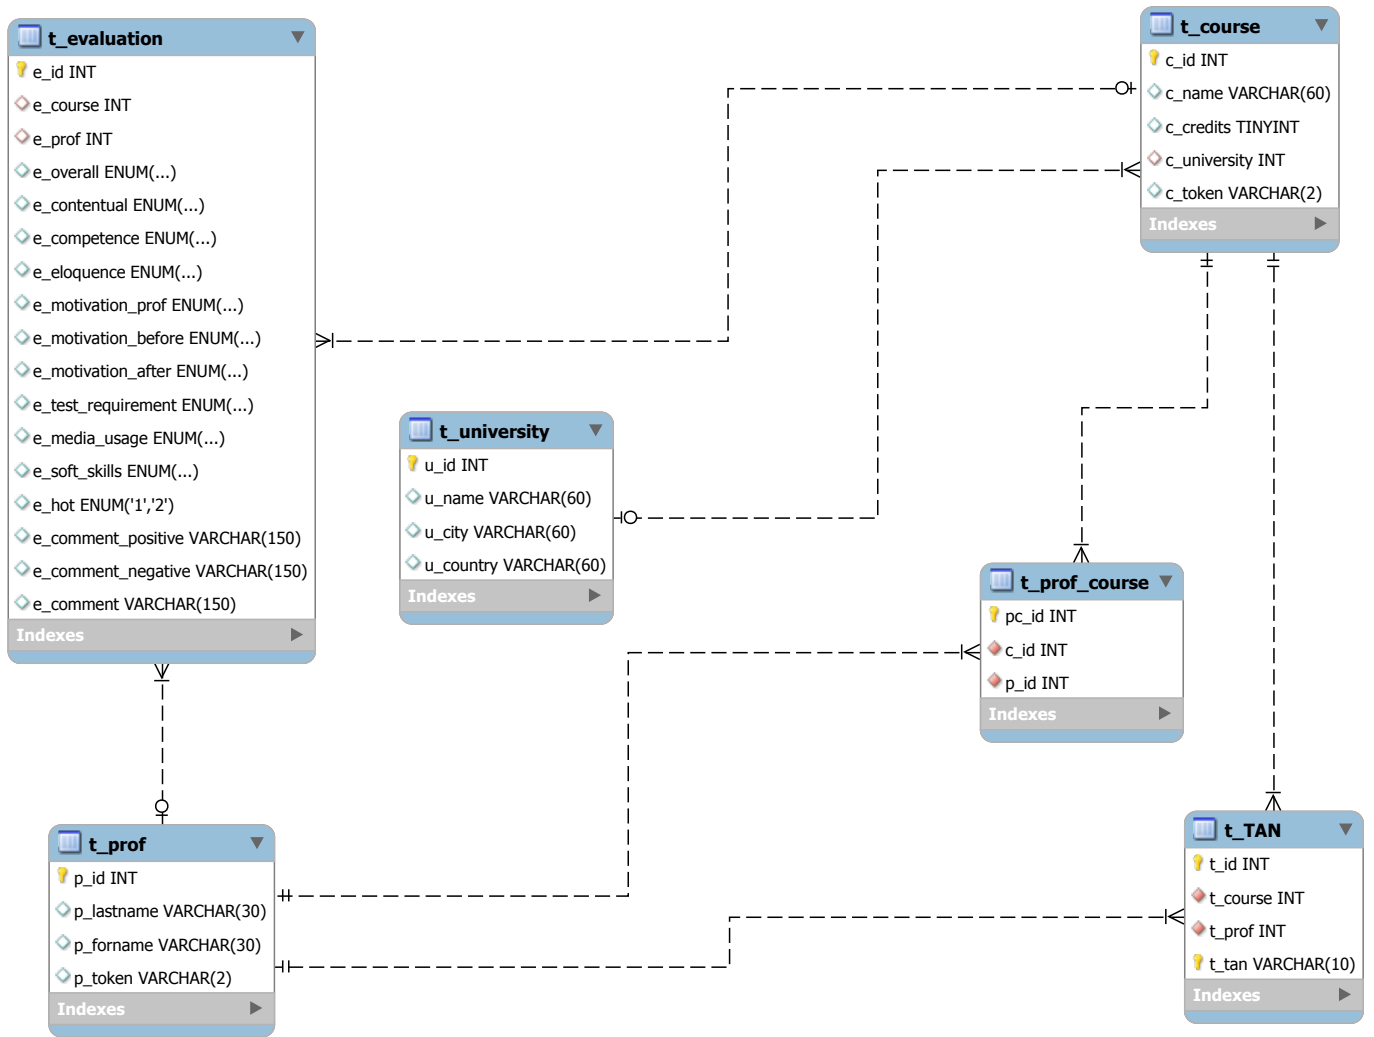 t_evaluation
e_id INT
e_course INT
e_prof INT
e_overall ENUM(...)
e_contentual ENUM(...)
e_competence ENUM(...)
e_eloquence ENUM(...)
e_motivation_prof ENUM(...)
e_motivation_before ENUM(...)
e_motivation_after ENUM(...)
e_test_requirement ENUM(...)
e_media_usage ENUM(...)
e_soft_skills ENUM(...)
e_hot ENUM('1','2')
e_comment_positive VARCHAR(150)
e_comment_negative VARCHAR(150)
e_comment VARCHAR(150)
Indexes
t_course
c_id INT
c_name VARCHAR(60)
c_credits TINYINT
c_university INT
c_token VARCHAR(2)
Indexes
t_university
u_id INT
u_name VARCHAR(60)
u_city VARCHAR(60)
u_country VARCHAR(60)
Indexes
t_prof_course
pc_id INT
c_id INT
p_id INT
Indexes
t_prof
p_id INT
p_lastname VARCHAR(30)
p_forname VARCHAR(30)
p_token VARCHAR(2)
Indexes
t_TAN
t_id INT
t_course INT
t_prof INT
t_tan VARCHAR(10)
Indexes